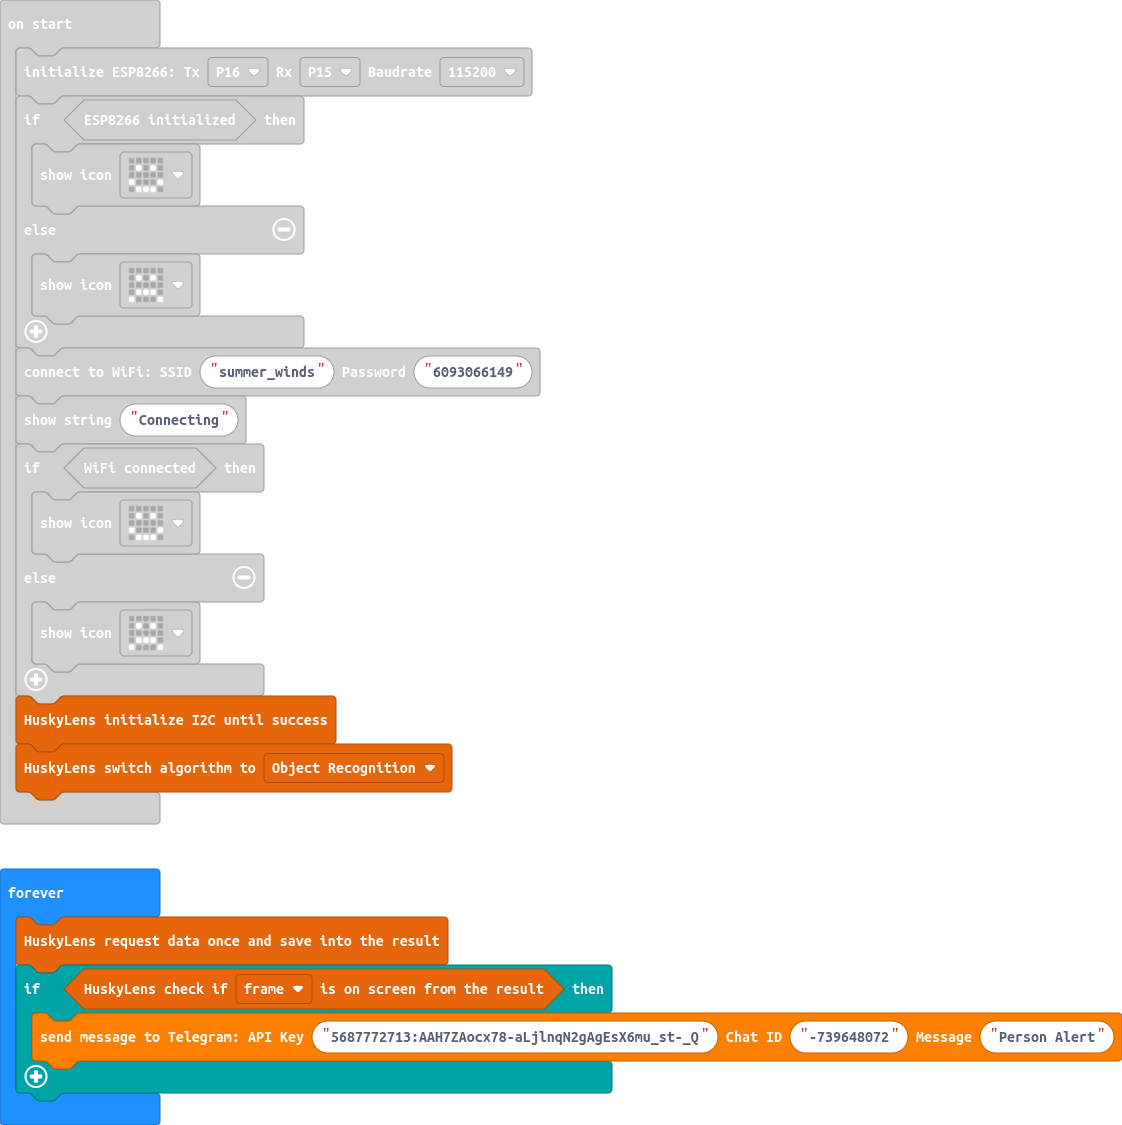 on start
initialize ESP8266: Tx P16 Rx P15 Baudrate 115200
if ESP8266 initialized then
show icon
else
show icon
connect to WiFi: SSID "summer_winds" Password "6093066149"
show string "Connecting"
if WiFi connected then
show icon
else
show icon
HuskyLens initialize I2C until success
HuskyLens switch algorithm to Object Recognition
forever
HuskyLens request data once and save into the result
if HuskyLens check if frame is on screen from the result then
send message to Telegram: API Key "5687772713:AAH7ZAocx78-aLjlnqN2gAgEsX6mu_st-_Q" Chat ID "-739648072" Message "Person Alert"